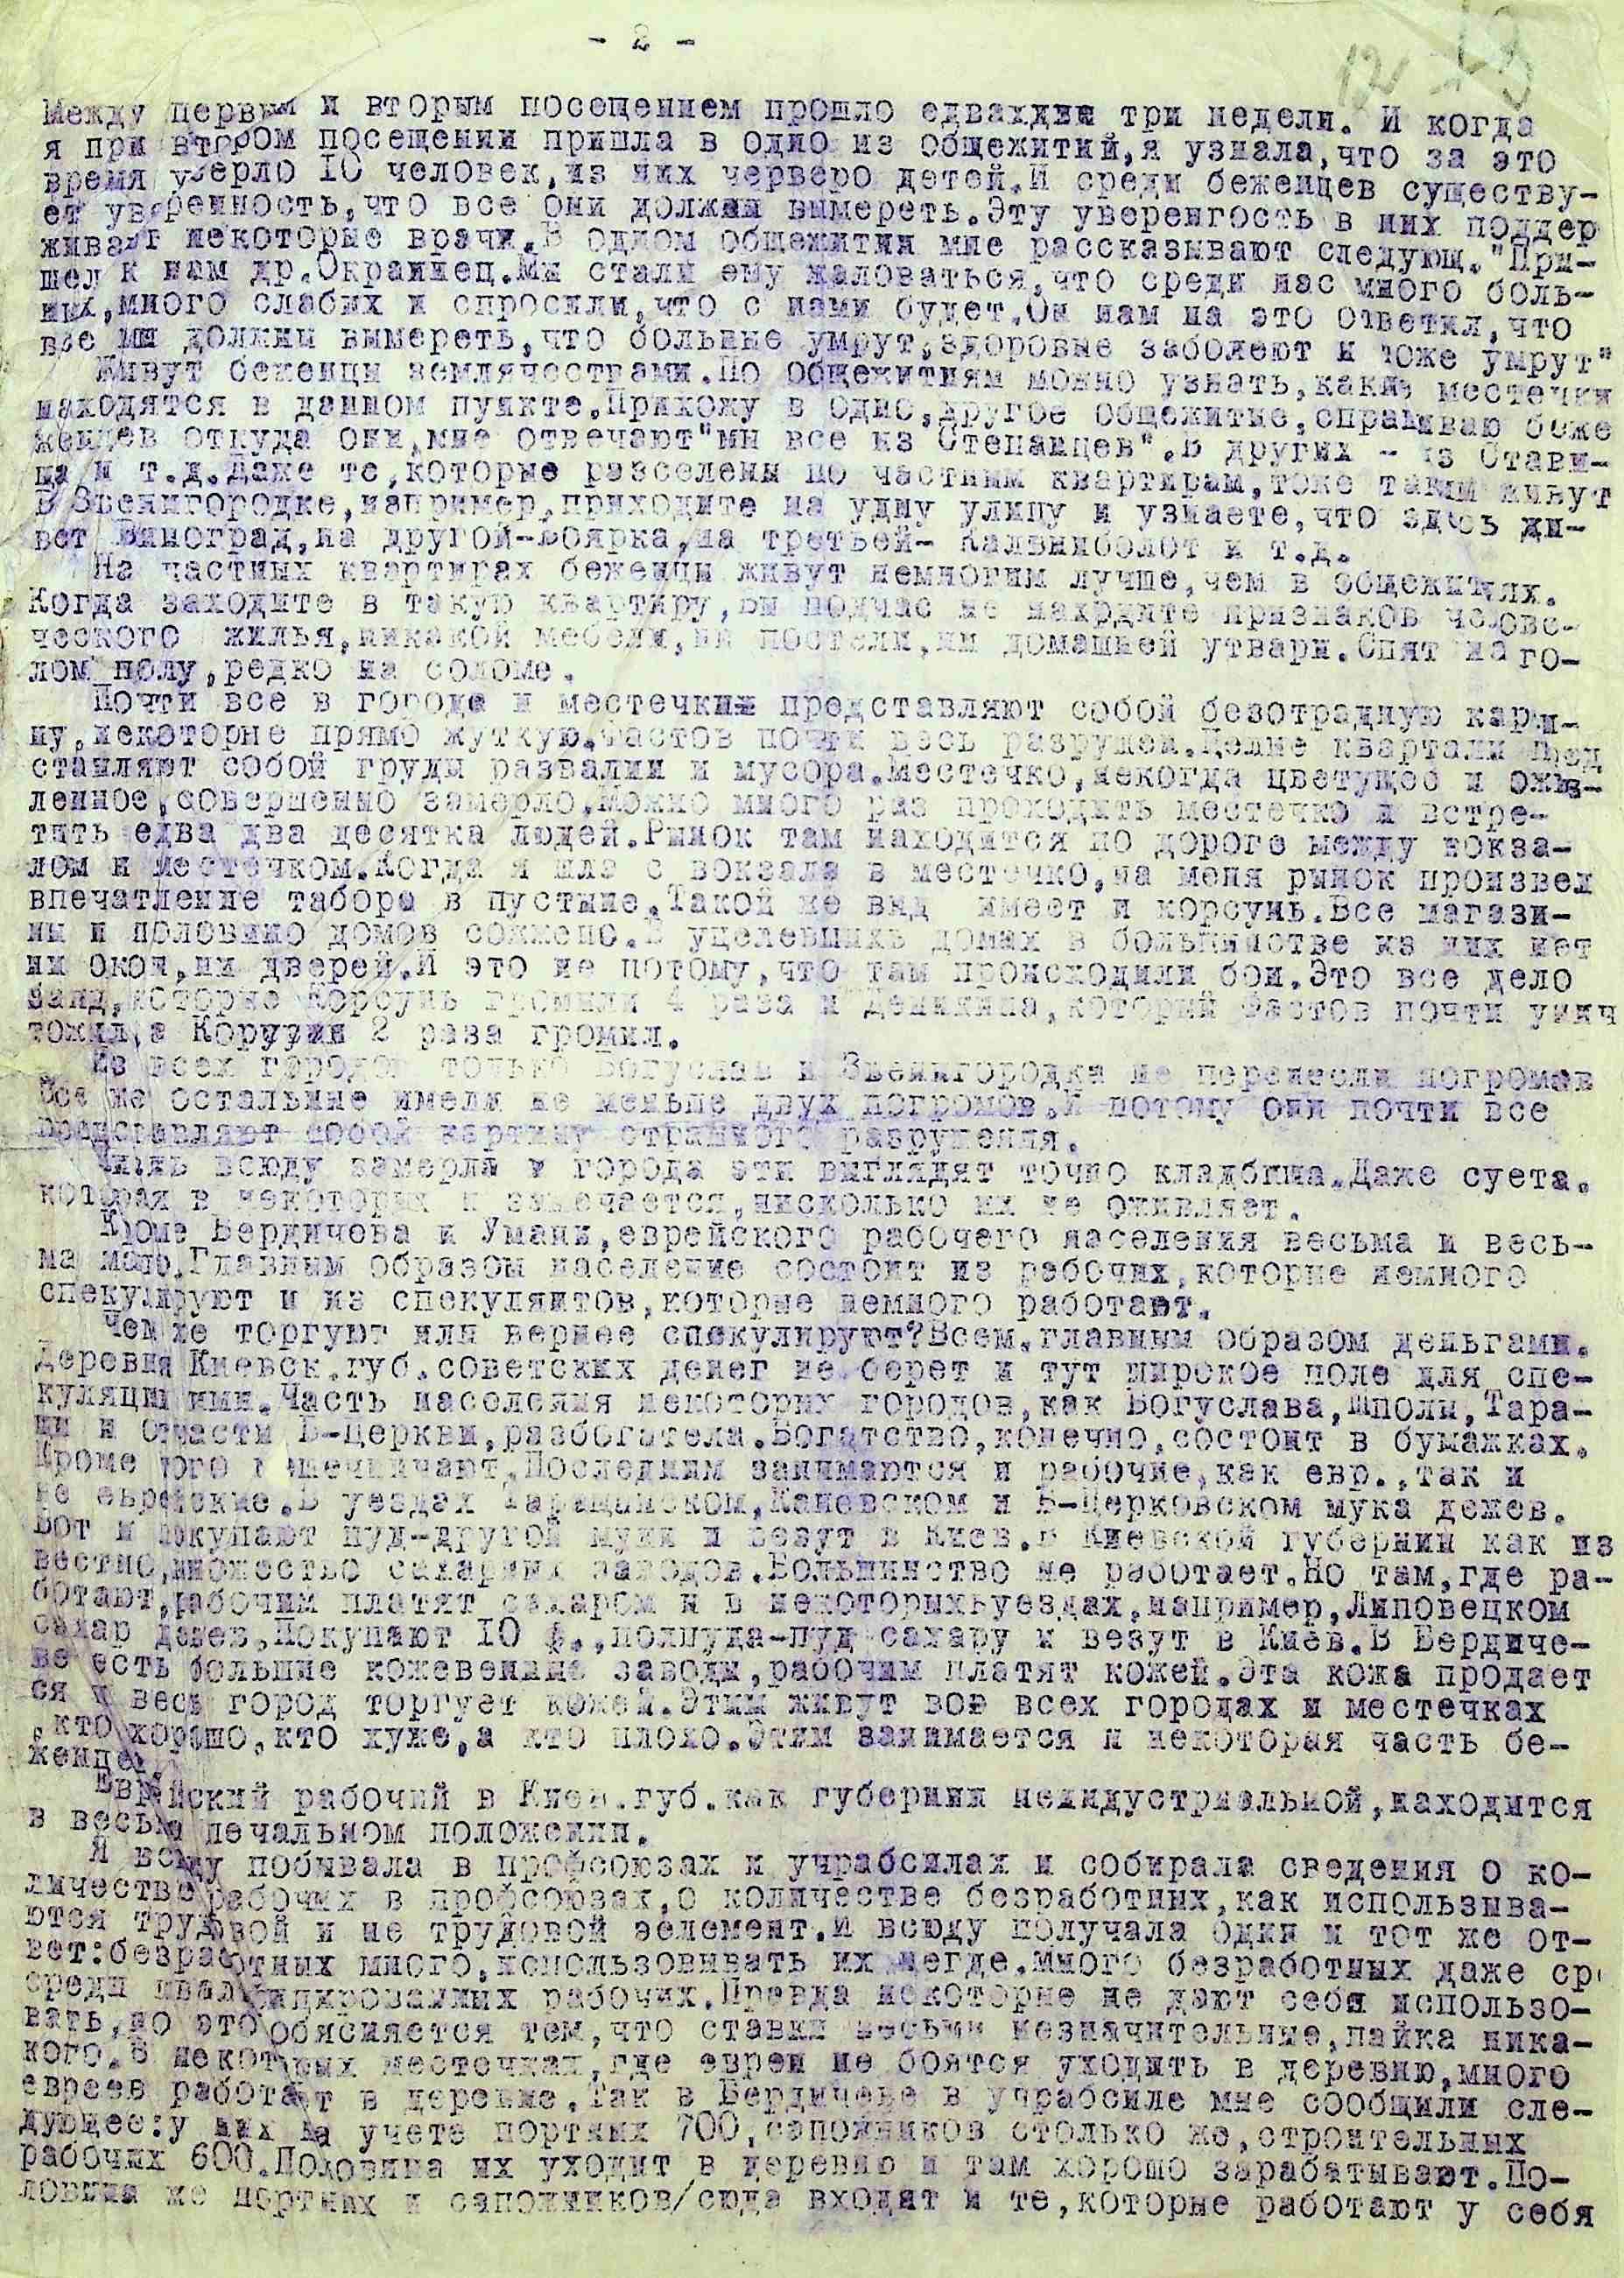 - 2 -
Между первым и вторым посещением прошло едвахдве три недели. И когда
я при втором посещении пришла в одно из общежитий,я узнала,что за это
время умерло 10 человек,из них черверо детей.И среди беженцев существу-
ет уверенность,что все они должны вымереть.Эту уверенгость в них поддер
живают некоторые врачи.В одном общежитии мне рассказывают следующ."При-
шел к нам др.Окраинец.Мы стали ему жаловаться,что среди нас много боль-
ных,много слабых и спросили,что с нами будет.Он нам на это ответил,что
все мы должны вымереть,что больные умрут,здоровые заболеют и тоже умрут"
Живут беженцы землячествами.По общежитиям можно узнать,какие местечки
находятся в данном пункте.Прихожу в одно,другое общежитие,спрашиваю беже
женцев откуда они,мне отвечают"мы все из Степанцев".В других - из Стави-
ща и т.д.Даже те,которые разселены по частным квартирам,тоже таким живут
В Звенигородке,например,приходите на удну улицу и узнаете,что здесь жи-
вет Виноград,на другой-Боярка,на третьей- Кальниболот и т.д.
На частных квартирах беженцы живут немногим лучше,чем в общежитиях.
Когда заходите в такую квартиру,вы подчас не нахрдите признаков челове-
ческого жилья,никакой мебели,ни постели,ни домашней утвари.Спят на го-
лом полу,редко на соломе.
Почти все в города и местечкия представляют собой безотрадную карти-
ну,некоторые прямо жуткую.Фастов почти весь разрушен.Целые кварталы пред
ставляют собой груды развалин и мусора.Местечко,некогда цветущее и ожив-
ленное,совершенно замерло.Можно много раз проходить местечко и встре-
тить едва два десятка людей.Рынок там находится по дороге между вокза-
лом и местечком.Когда я шла с вокзала в местечко,на меня рынок произвел
впечатление табора в пустыне.Такой же вид имеет и корсунь.Все магази-
ны и половино домов сожжено.В уцелевших домах в большинстве из них нет
ни окон,ни дверей.И это не потому,что там происходили бои.Это все дело
банд,которые Корсунь громили 4 раза и Деникина,который Фастов почти унич
тожил,а Корузин 2 раза громил.
Из всех городов только Богуслав и Звенигородка не перенесли погромов
Все же остальные имели не меньше двух погромов.И потому они почти все
представляют собой картину страшного разрушения.
Жизнь всюду замерла и города эти выглядят точно кладбища.Даже суета,
которая в некоторых и замечается,нисколько их не оживляет.
Кроме Бердичева и Умани,еврейского рабочего населения весьма и весь-
ма мало.Главным образом население состоит из рабочих,которые немного
спекулируют и из спекулянтов,которые немного работают.
Чем же торгуют или вернее спекулируют?Всем,главным образом деньгами.
Деревня Киевск.губ.советских денег не берет и тут широкое поле для спе-
куляции ими.Часть населения некоторых городов,как Богуслава,Шполы,Тара-
щи и отчасти Б-Церкви,разбогатела.Богатство,конечно,состоит в бумажках.
Кроме того мешечничают.Последним занимаются и рабочие,как евр.,так и
не еврейские.В уездах Таращанском,Каневском и Б-Церковском мука дешев.
Вот и покупают пуд-другой муки и везут в Киев.В Киевской губернии как из
вестно,множество сахарных заводов.Большинство не работает.Но там,где ра-
ботают,рабочим платят сахаром и в некоторыхьуездах,например,Липовецком
сахар дешев.Покупают 10 ф.,полпуда-пуд сахару и везут в Киев.В Бердиче-
ве есть большие кожевенные заводы,рабочим платят кожей.Эта кожа продает
ся и весь город торгует кожей.Этим живут вов всех городах и местечках
,кто хорошо,кто хуже,а кто плохо.Этим занимается и некоторая часть бе-
женцев.
Еврейский рабочий в Киев.губ.как губернии неиндустриальной,находится
в весьма печальном положении.
Я всюду побывала в профсоюзах и учрабсилах и собирала сведения о ко-
личестве рабочих в профсоюзах,о количестве безработных,как использыва-
ются трудовой и не трудовой эелемент.И всюду получала один и тот же от-
вет:безработных много,использовывать их негде.Много безработных даже ср
среди квалифицированных рабочих.Правда некоторые не дают себя использо-
вать,но это обясняется тем,что ставки весьма незначительные,пайка ника-
кого.В некоторых местечках,где евреи не боятся уходить в деревню,много
евреев работает в деревне.Так в Бердичеве в учрабсиле мне сообщили сле-
дующее:у них на учете портных 700,сапожников столько же,строительных
рабочих 600.Половина их уходит в деревню и там хорошо зарабатывают.По-
ловина же портных и сапожников/сюда входят и те,которые работают у себя